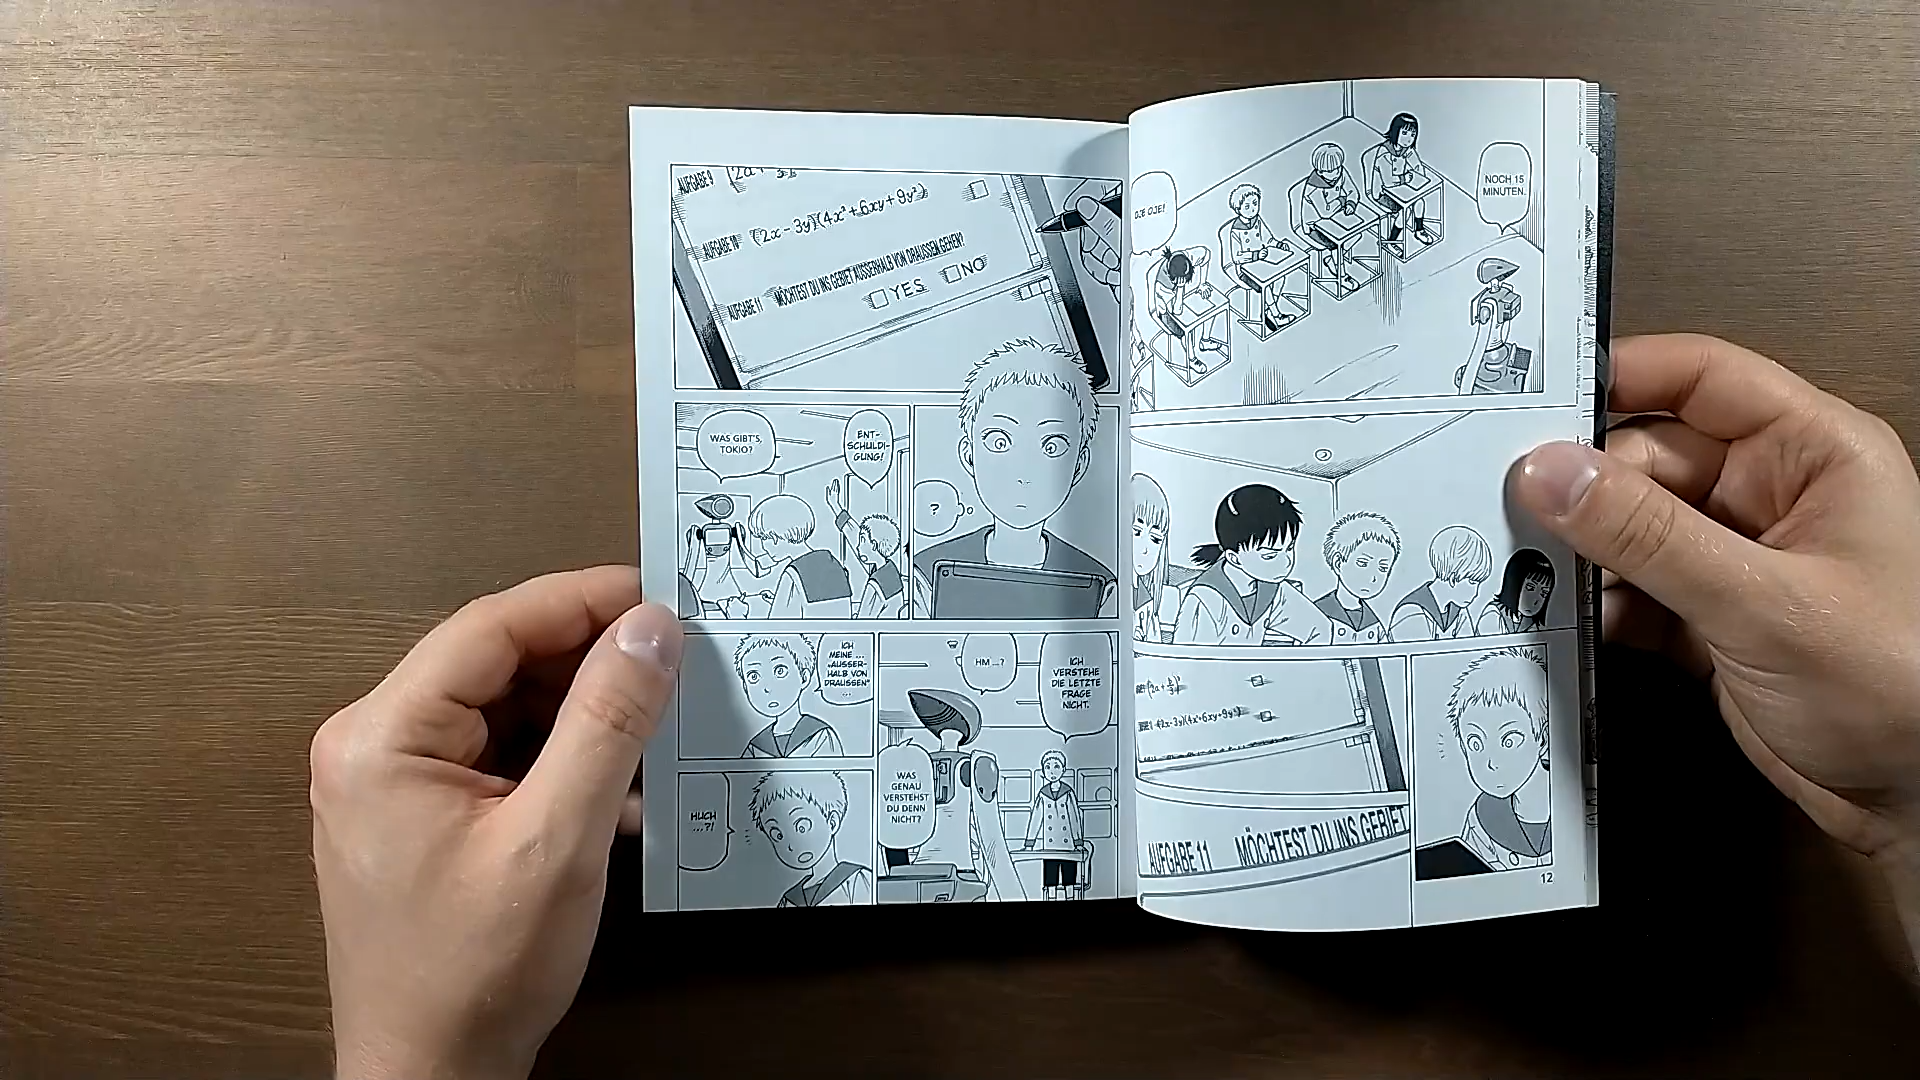 NOCH 15
MINUTEN.
OJE OJE!
AUFGABE 11 MÖCHTEST DU INS GEBIET
12
AUFGABE 9
AUFGABE 10 (2x - 3y)(4x² + 6xy + 9y²)
AUFGABE 11 MÖCHTEST DU INS GEBIET AUSSERHALB VON DRAUSSEN GEHEN?
YES NO
?
ENT-
SCHULDI-
GUNG!
WAS GIBT'S,
TOKIO?
ICH
VERSTEHE
DIE LETZTE
FRAGE
NICHT.
HM ...?
WAS
GENAU
VERSTEHST
DU DENN
NICHT?
ICH
MEINE ...
„AUSSER-
HALB VON
DRAUSSEN"
...
HUCH
...?!